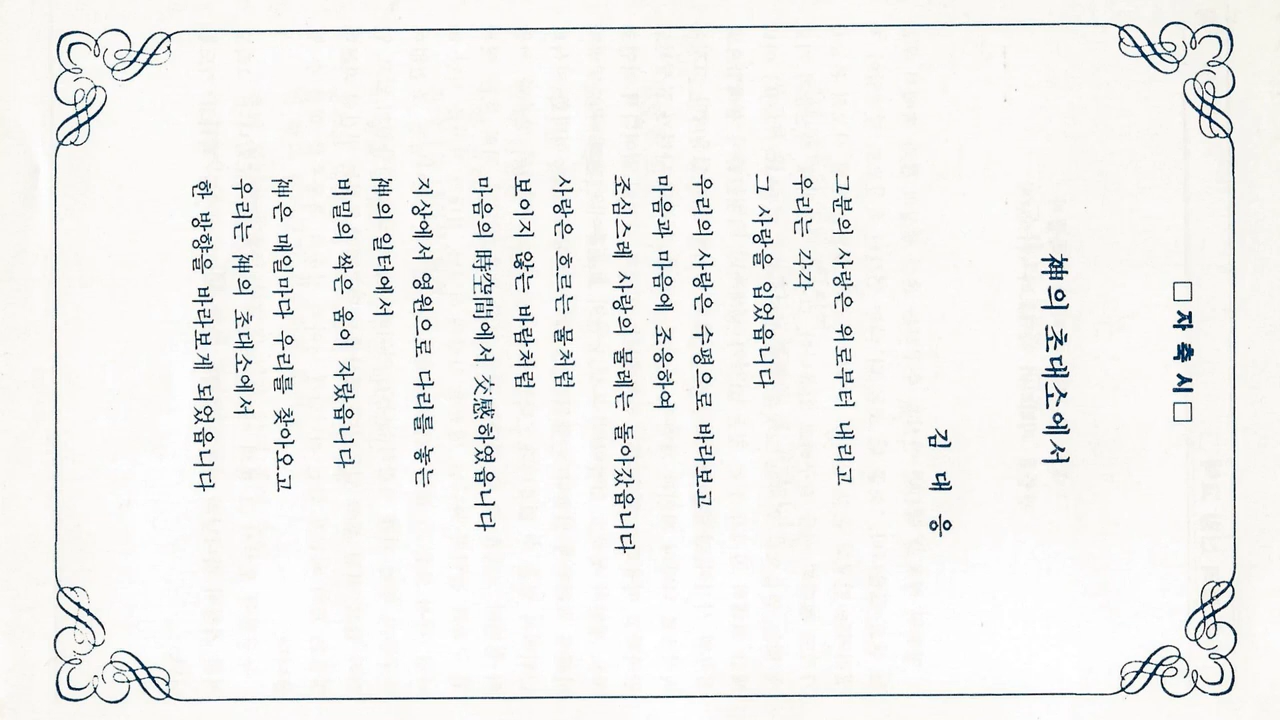 □ 자 축 시 □
神의 초대소에서
김 대 응
그분의 사랑은 위로부터 내리고
우리는 각각
그 사랑을 입었읍니다
우리의 사랑은 수평으로 바라보고
마음과 마음에 조응하여
조심스레 사랑의 물레는 돌아갔읍니다
사랑은 흐르는 물처럼
보이지 않는 바람처럼
마음의 時空間에서 交感하였읍니다
지상에서 영원으로 다리를 놓는
神의 일터에서
비밀의 싹은 움이 자랐읍니다
神은 매일마다 우리를 찾아오고
우리는 神의 초대소에서
한 방향을 바라보게 되었읍니다